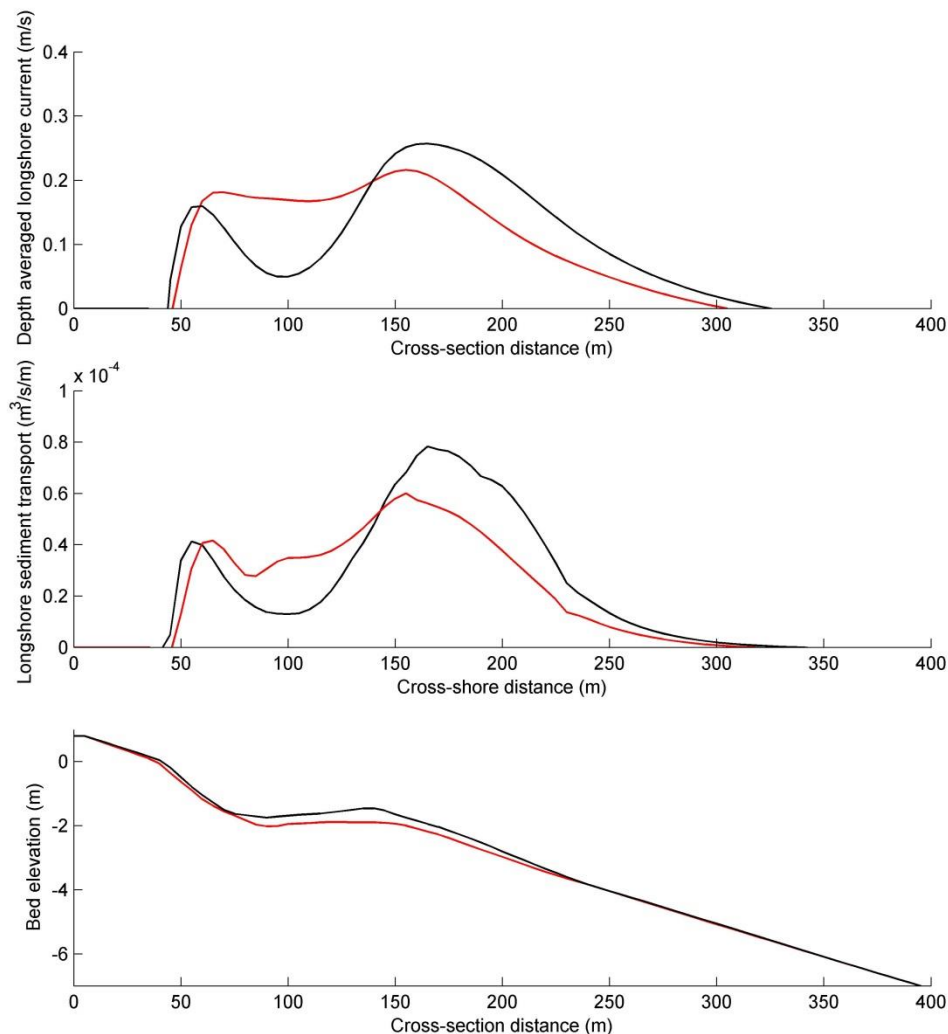 Depth averaged longshore current (m/s)
0.4
0.3
0.2
0.1
0
0 50 100 150 200 250 300 350 400
Cross-section distance (m)
x 10⁻⁴
Longshore sediment transport (m³/s/m)
1
0.8
0.6
0.4
0.2
0
0 50 100 150 200 250 300 350 400
Cross-shore distance (m)
Bed elevation (m)
0
-2
-4
-6
0 50 100 150 200 250 300 350 400
Cross-section distance (m)